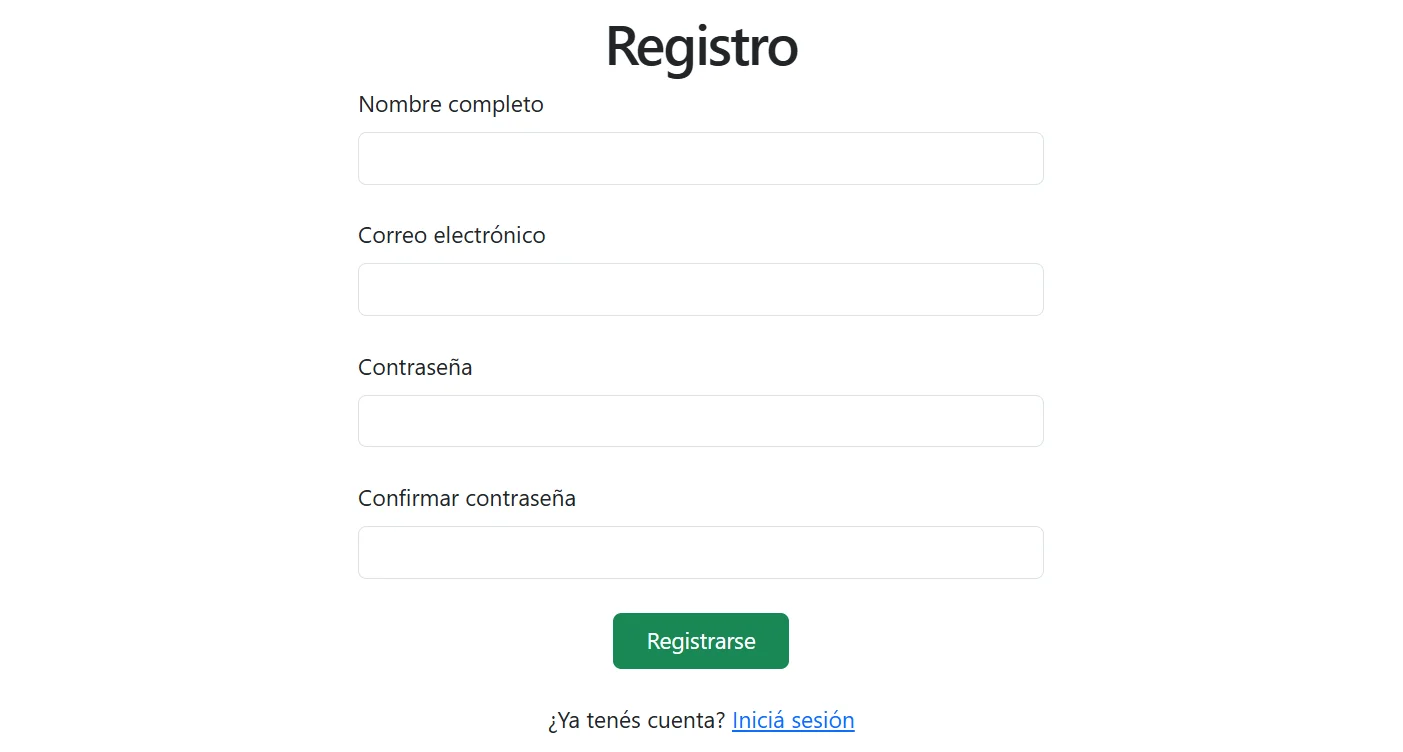 Registro
Nombre completo
Correo electrónico
Contraseña
Confirmar contraseña
Registrarse
¿Ya tenés cuenta? Iniciá sesión